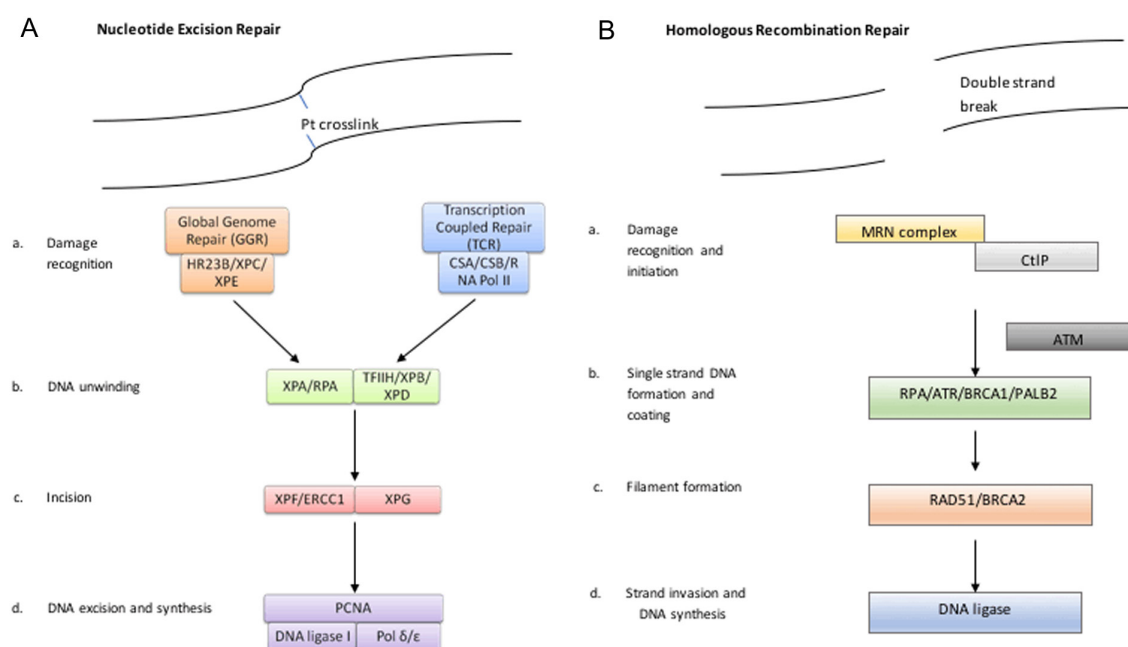 A
Nucleotide Excision Repair
Pt crosslink
a. Damage
recognition
Global Genome
Repair (GGR)
HR23B/XPC/
XPE
Transcription
Coupled Repair
(TCR)
CSA/CSB/R
NA Pol II
b. DNA unwinding
XPA/RPA
TFIIH/XPB/
XPD
c. Incision
XPF/ERCC1
XPG
d. DNA excision and synthesis
PCNA
DNA ligase I
Pol δ/ε
B
Homologous Recombination Repair
Double strand
break
a. Damage
recognition and
initiation
MRN complex
CtIP
ATM
b. Single strand DNA
formation and
coating
RPA/ATR/BRCA1/PALB2
c. Filament formation
RAD51/BRCA2
d. Strand invasion and
DNA synthesis
DNA ligase